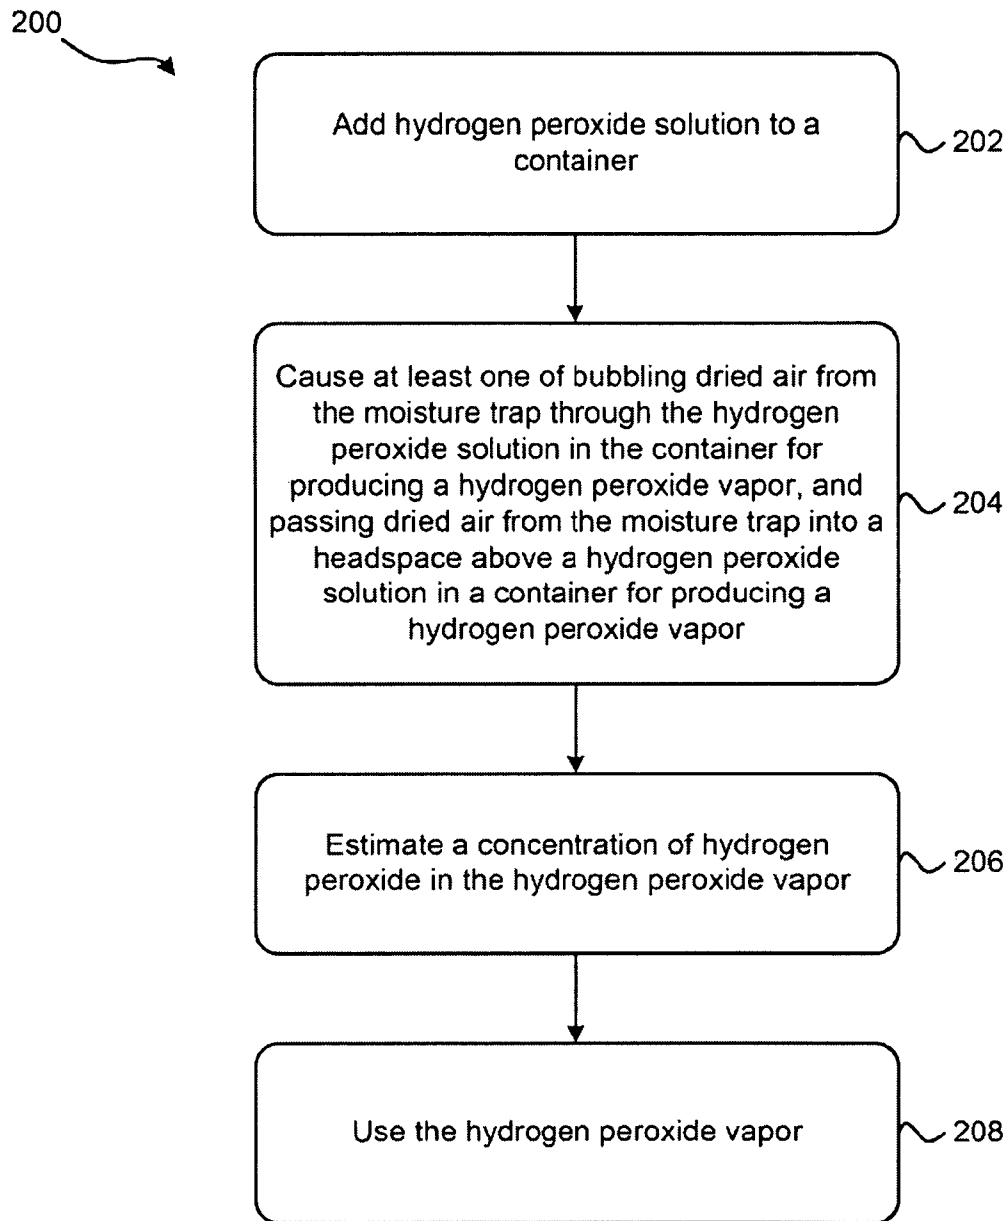 200
Add hydrogen peroxide solution to a
container
202
Cause at least one of bubbling dried air from
the moisture trap through the hydrogen
peroxide solution in the container for
producing a hydrogen peroxide vapor, and
passing dried air from the moisture trap into a
headspace above a hydrogen peroxide
solution in a container for producing a
hydrogen peroxide vapor
204
Estimate a concentration of hydrogen
peroxide in the hydrogen peroxide vapor
206
Use the hydrogen peroxide vapor
208